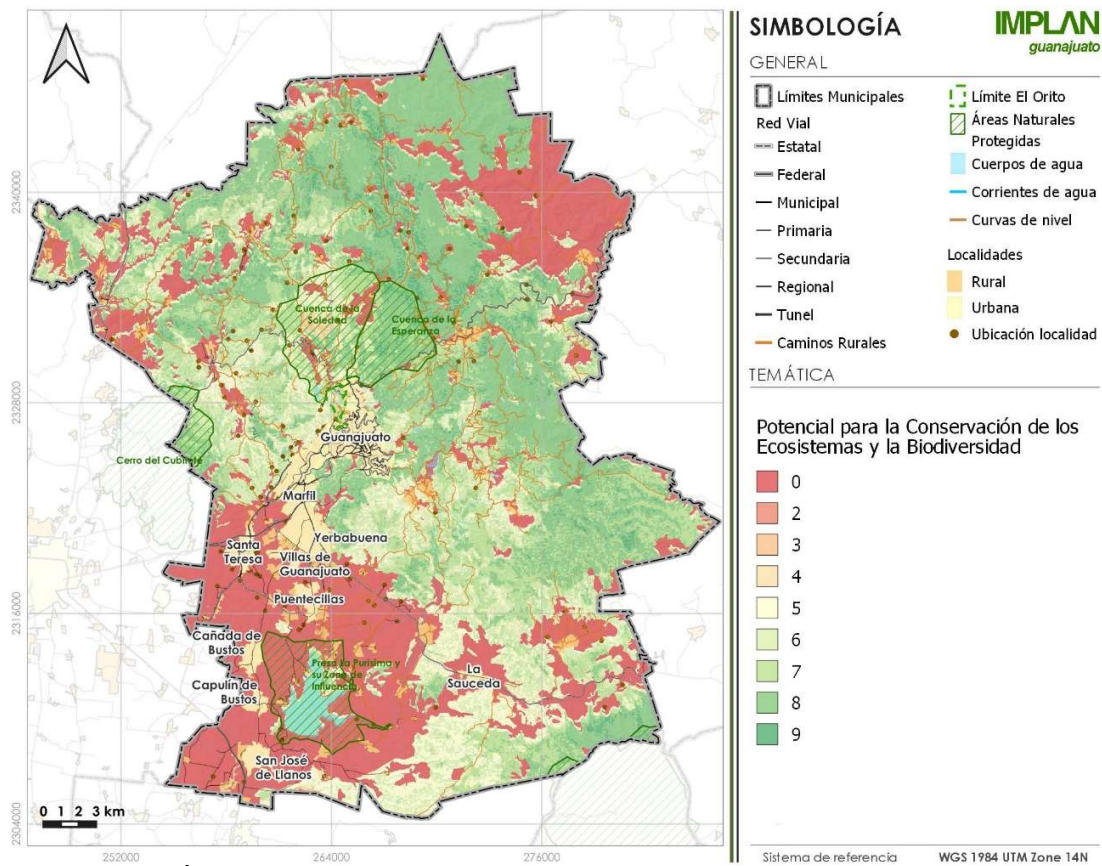 2340000
2328000
2316000
2304000
252000
264000
276000
Cuenca de la
Soledad
Cuenca de la
Esperanza
Guanajuato
Cerro del Cubilete
Marfil
Yerbabuena
Santa
Teresa
Villas de
Guanajuato
Puentecillas
Cañada de
Bustos
Presa La Purísima y
su Zona de
Influencia
La
Sauceda
Capulín de
Bustos
San José
de Llanos
0 1 2 3 km
SIMBOLOGÍA
IMPLAN
guanajuato
GENERAL
Límites Municipales
Red Vial
Estatal
Federal
Municipal
Primaria
Secundaria
Regional
Tunel
Caminos Rurales
Límite El Orito
Áreas Naturales
Protegidas
Cuerpos de agua
Corrientes de agua
Curvas de nivel
Localidades
Rural
Urbana
Ubicación localidad
TEMÁTICA
Potencial para la Conservación de los
Ecosistemas y la Biodiversidad
0
2
3
4
5
6
7
8
9
Sistema de referencia WGS 1984 UTM Zone 14N